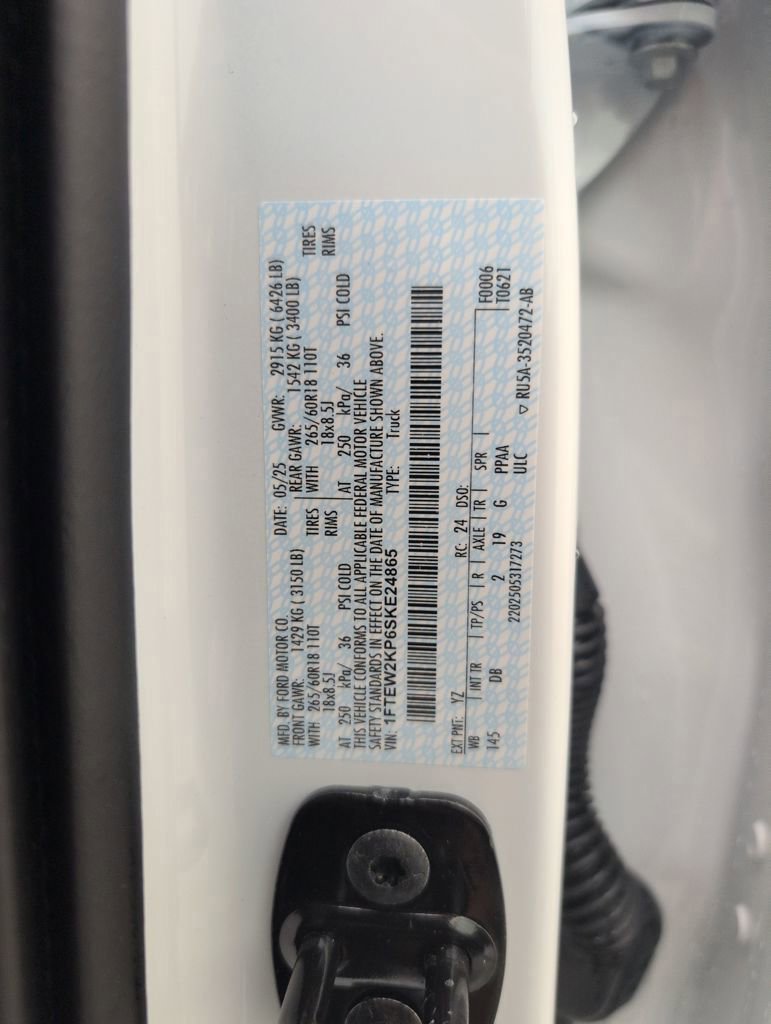 MFD. BY FORD MOTOR CO. DATE: 05/25 GVWR: 2915 KG ( 6426 LB)
FRONT GAWR: 1429 KG ( 3150 LB) REAR GAWR: 1542 KG ( 3400 LB)
WITH 265/60R18 110T TIRES WITH 265/60R18 110T TIRES
18x8.5J RIMS 18x8.5J RIMS
AT 250 kPa/ 36 PSI COLD AT 250 kPa/ 36 PSI COLD
THIS VEHICLE CONFORMS TO ALL APPLICABLE FEDERAL MOTOR VEHICLE
SAFETY STANDARDS IN EFFECT ON THE DATE OF MANUFACTURE SHOWN ABOVE.
VIN: 1FTEW2KP6SKE24865 TYPE: Truck
EXT PNT: YZ RC: 24 DSO:
WB INT TR TP/PS R AXLE TR SPR F0006
145 DB 2 19 G PPAA T0621
2202505317273 ULC
▽ RU5A-3520472-AB